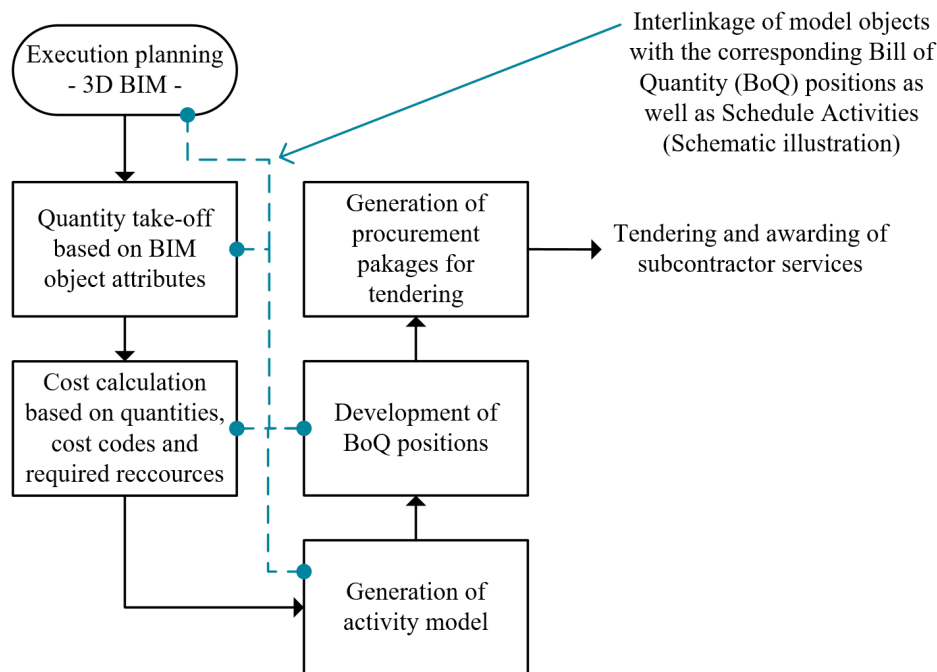 Execution planning
- 3D BIM -
Interlinkage of model objects
with the corresponding Bill of
Quantity (BoQ) positions as
well as Schedule Activities
(Schematic illustration)
Quantity take-off
based on BIM
object attributes
Generation of
procurement
pakages for
tendering
Tendering and awarding of
subcontractor services
Cost calculation
based on quantities,
cost codes and
required reccources
Development of
BoQ positions
Generation of
activity model